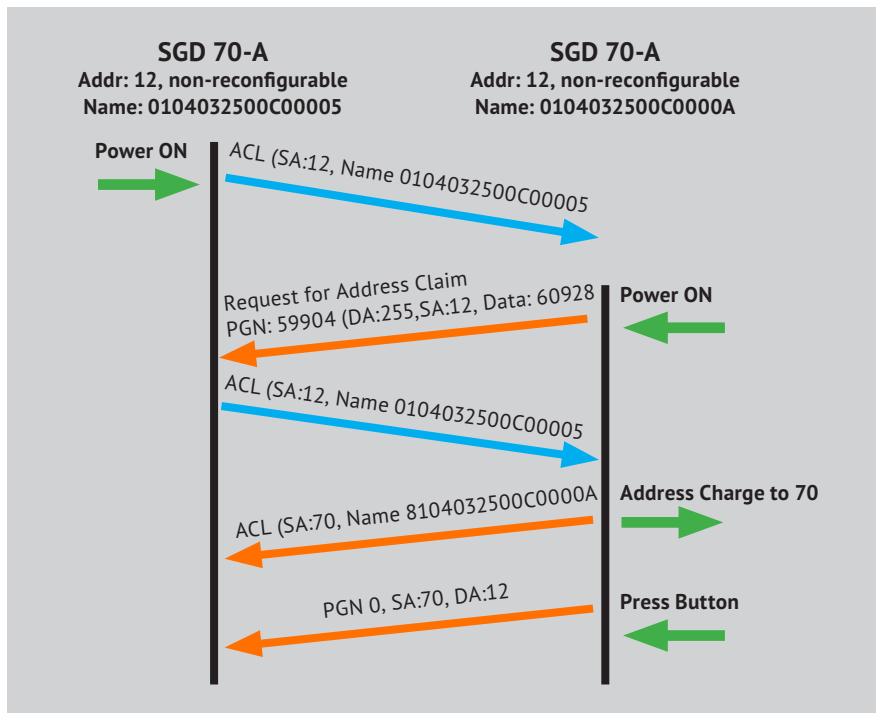 SGD 70-A
Addr: 12, non-reconfigurable
Name: 0104032500C00005
SGD 70-A
Addr: 12, non-reconfigurable
Name: 0104032500C0000A
Power ON
ACL (SA:12, Name 0104032500C00005
Request for Address Claim
PGN: 59904 (DA:255,SA:12, Data: 60928
Power ON
ACL (SA:12, Name 0104032500C00005
ACL (SA:70, Name 8104032500C0000A
Address Charge to 70
PGN 0, SA:70, DA:12
Press Button